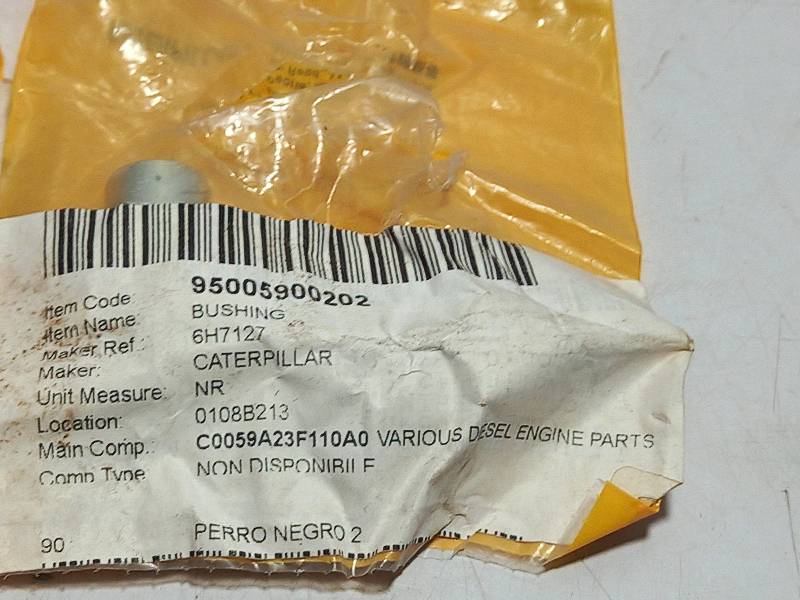 95005900202
Item Code
Item Name BUSHING
Maker Ref.: 6H7127
Maker: CATERPILLAR
Unit Measure: NR
Location: 0108B213
Main Comp.: C0059A23F110A0 VARIOUS DIESEL ENGINE PARTS
Comp Type NON DISPONIBILE
90 PERRO NEGRO 2